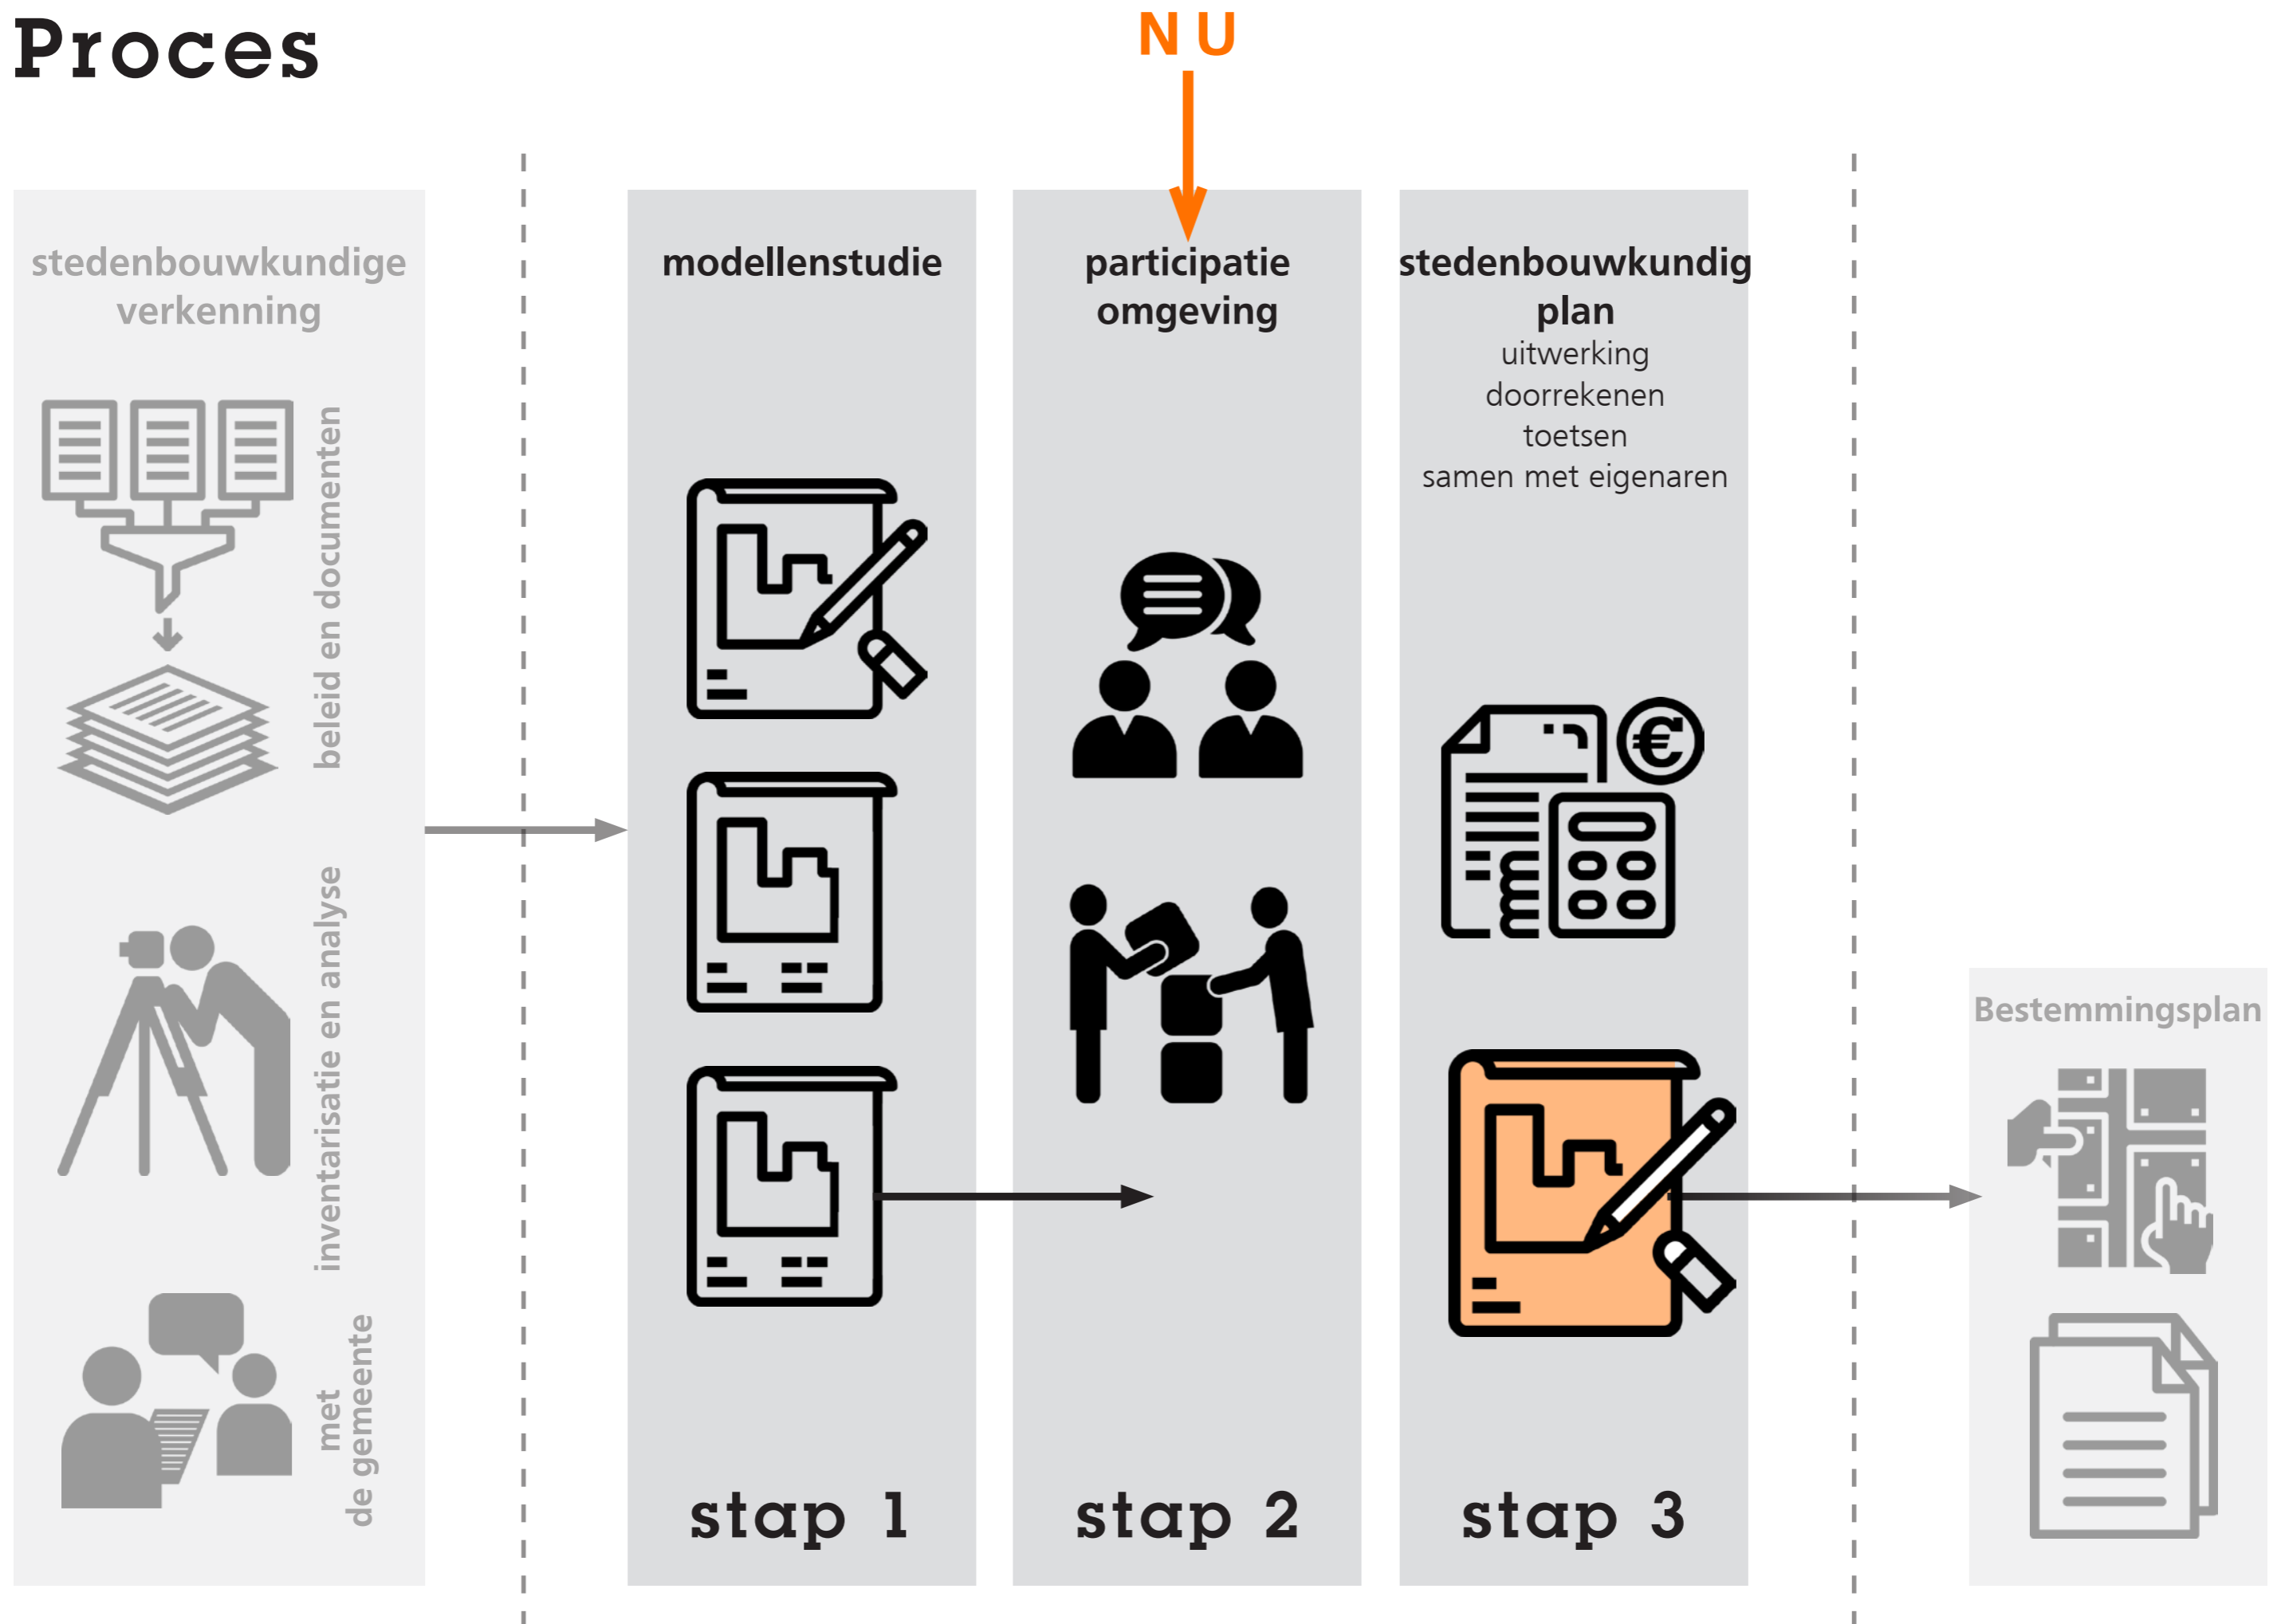 Proces
NU
stedenbouwkundige
verkenning
beleid en documenten
inventarisatie en analyse
met
de gemeente
modellenstudie
stap 1
participatie
omgeving
stap 2
stedenbouwkundig
plan
uitwerking
doorrekenen
toetsen
samen met eigenaren
€
stap 3
Bestemmingsplan